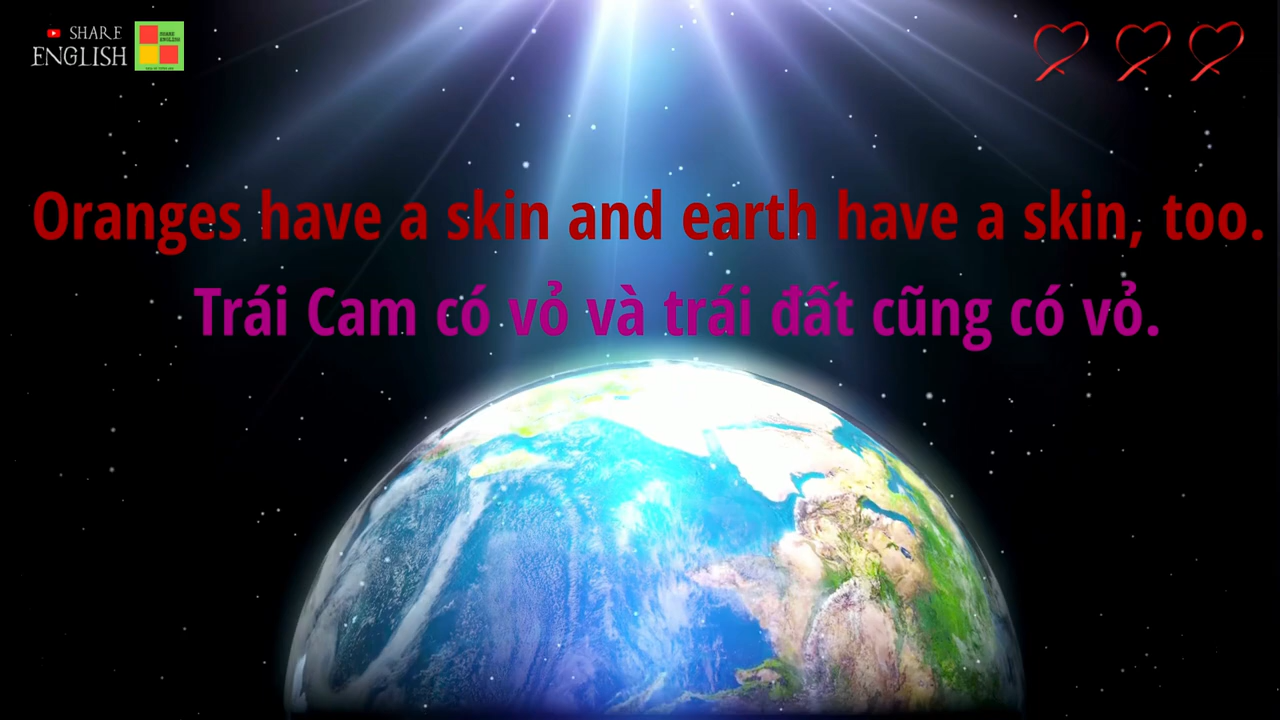 SHARE
ENGLISH
Oranges have a skin and earth have a skin, too.
Trái Cam có vỏ và trái đất cũng có vỏ.